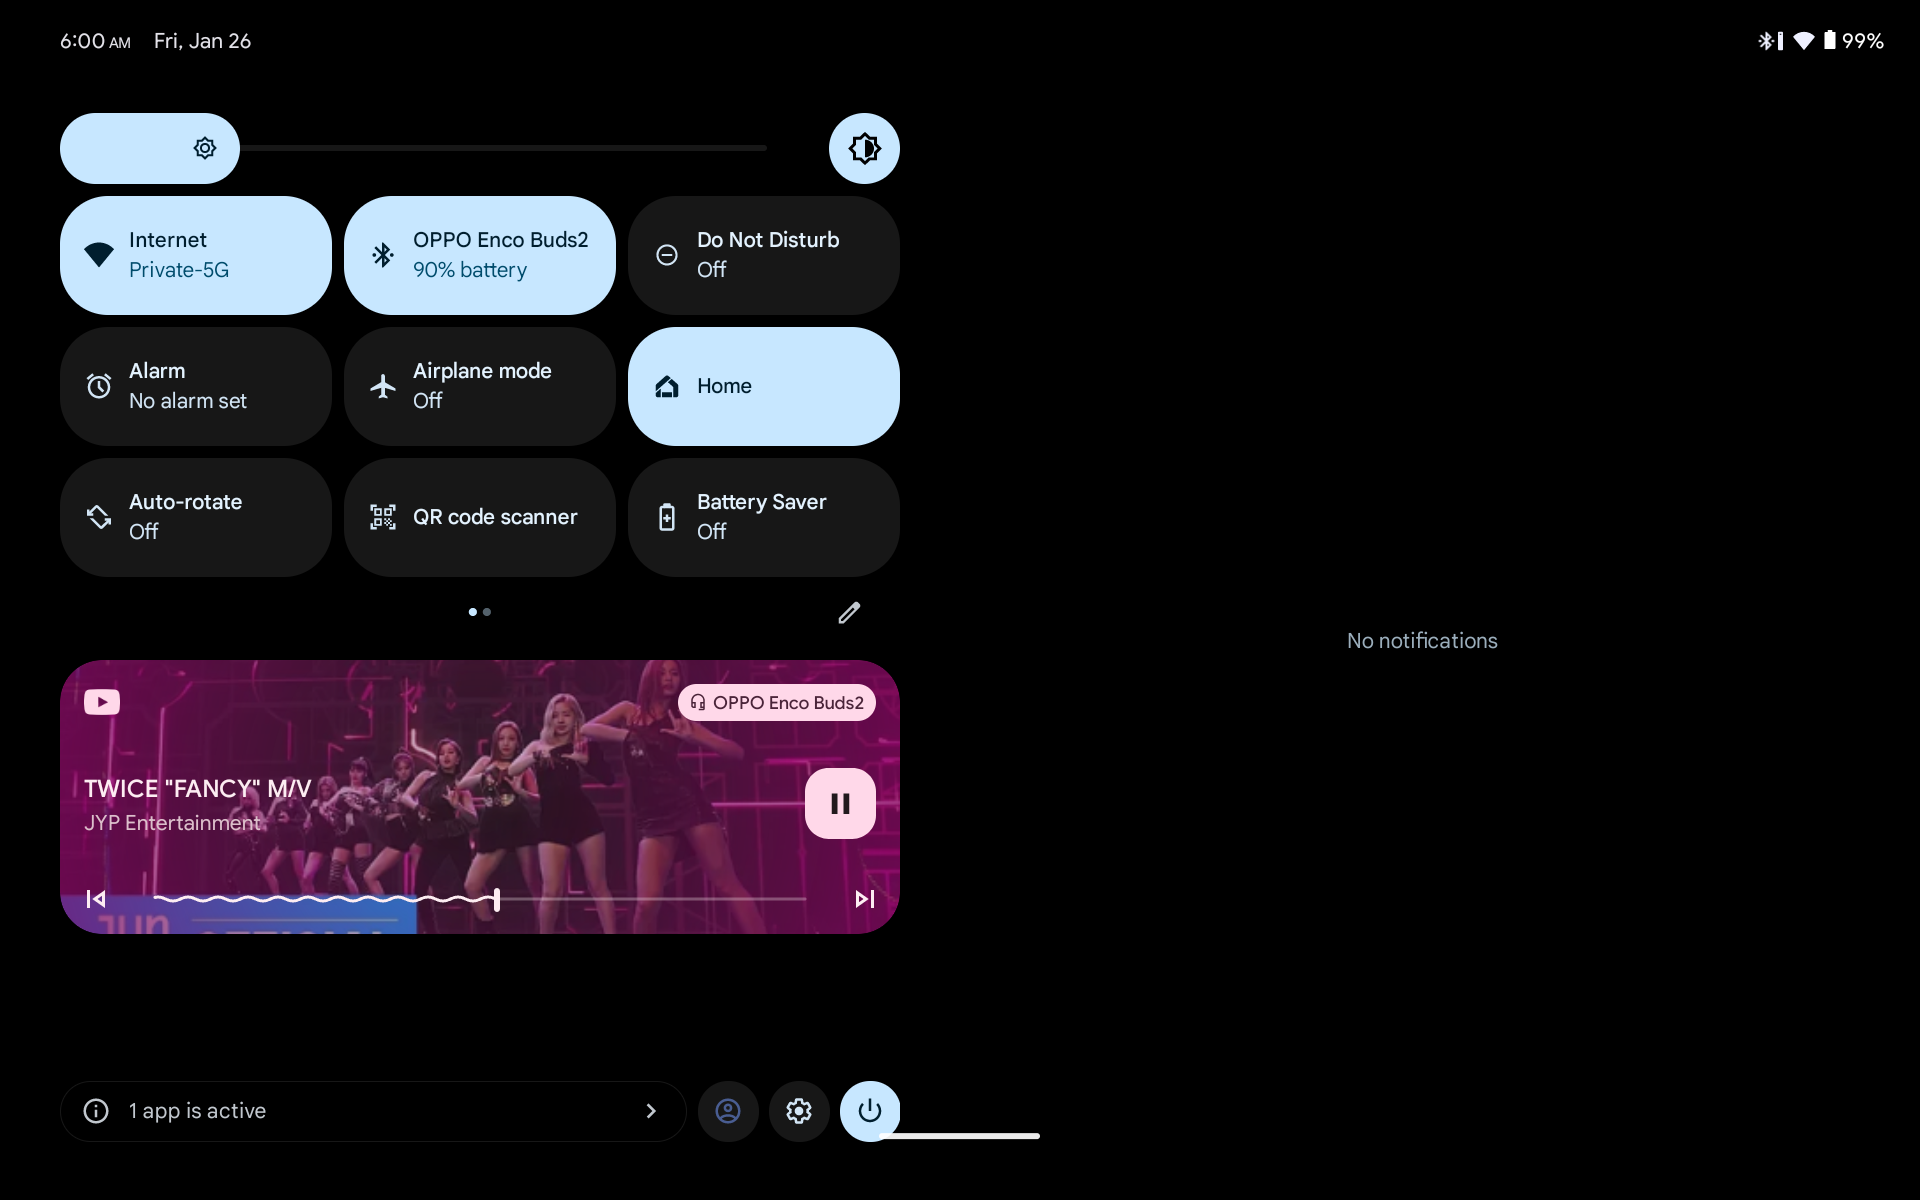 6:00 AM Fri, Jan 26
99%
Internet
Private-5G
OPPO Enco Buds2
90% battery
Do Not Disturb
Off
Alarm
No alarm set
Airplane mode
Off
Home
Auto-rotate
Off
QR code scanner
Battery Saver
Off
No notifications
OPPO Enco Buds2
TWICE "FANCY" M/V
JYP Entertainment
1 app is active